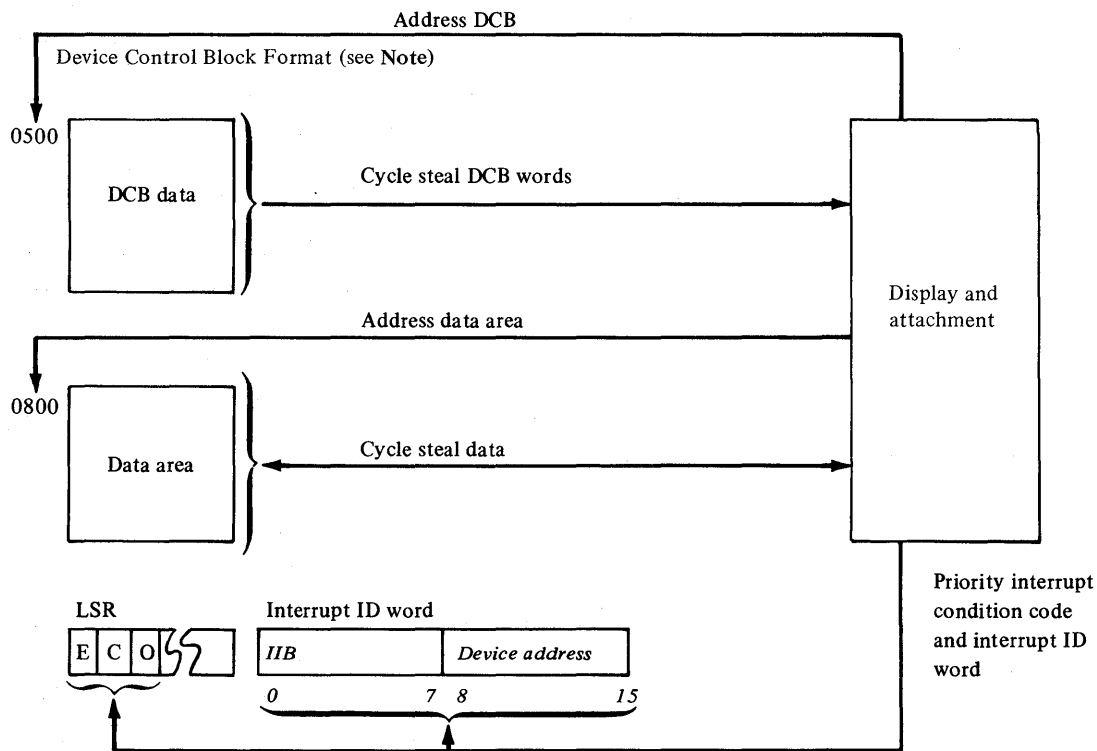 Address DCB
Device Control Block Format (see Note)
0500
DCB data
Cycle steal DCB words
Display and
attachment
Address data area
0800
Data area
Cycle steal data
Priority interrupt
condition code
and interrupt ID
word
LSR
Interrupt ID word
E C O
IIB
Device address
0 7 8 15